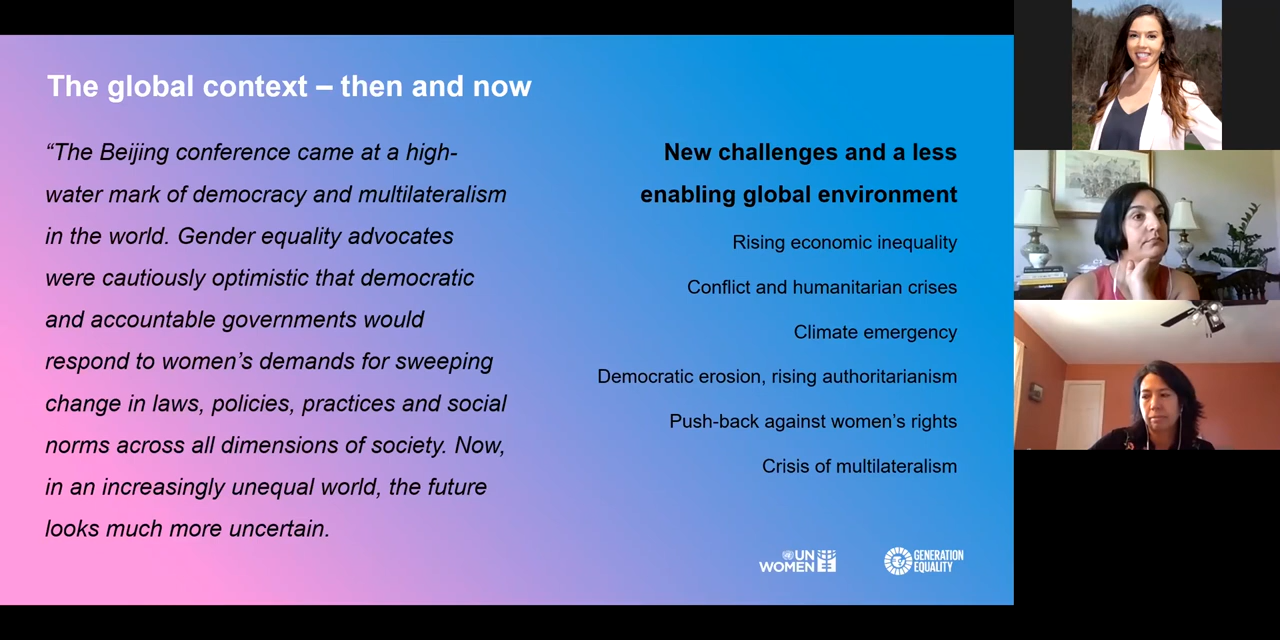 The global context – then and now
“The Beijing conference came at a high-
water mark of democracy and multilateralism
in the world. Gender equality advocates
were cautiously optimistic that democratic
and accountable governments would
respond to women’s demands for sweeping
change in laws, policies, practices and social
norms across all dimensions of society. Now,
in an increasingly unequal world, the future
looks much more uncertain.
New challenges and a less
enabling global environment
Rising economic inequality
Conflict and humanitarian crises
Climate emergency
Democratic erosion, rising authoritarianism
Push-back against women’s rights
Crisis of multilateralism
UN
WOMEN
GENERATION
EQUALITY